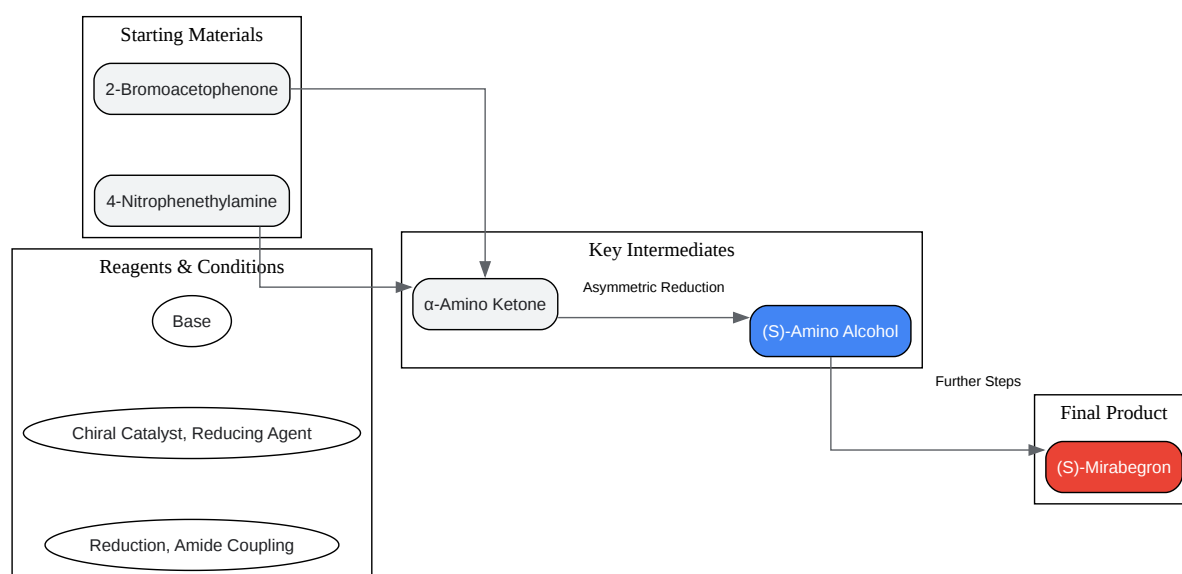 Starting Materials
2-Bromoacetophenone
4-Nitrophenethylamine
Reagents & Conditions
Base
Chiral Catalyst, Reducing Agent
Reduction, Amide Coupling
Key Intermediates
α-Amino Ketone
Asymmetric Reduction
(S)-Amino Alcohol
Further Steps
Final Product
(S)-Mirabegron